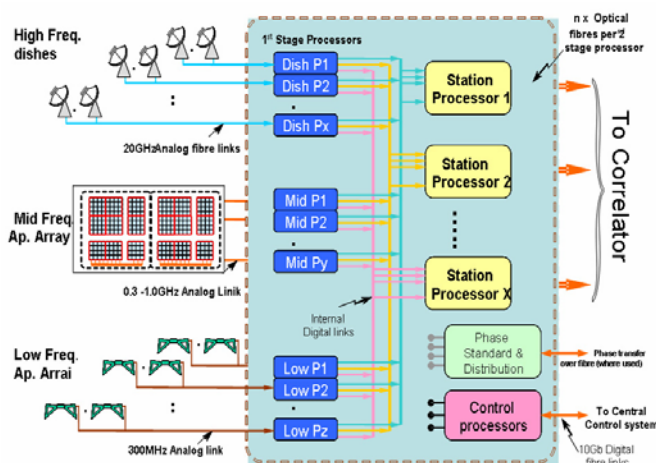 High Freq.
dishes
1st Stage Processors
n x Optical
fibres per 2
stage processor
Dish P1
Dish P2
Dish Px
Station
Processor 1
20GHz Analog fibre links
Mid Freq.
Ap. Array
Mid P1
Mid P2
Mid Py
Station
Processor 2
0.3 -1.0GHz Analog Linik
Internal
Digital links
Station
Processor X
To Correlator
Low Freq.
Ap. Arrai
Low P1
Low P2
Low Pz
Phase
Standard &
Distribution
Phase transfer
over fibre (where used)
300MHz Analog link
Control
processors
To Central
Control system
10Gb Digital
fibre links